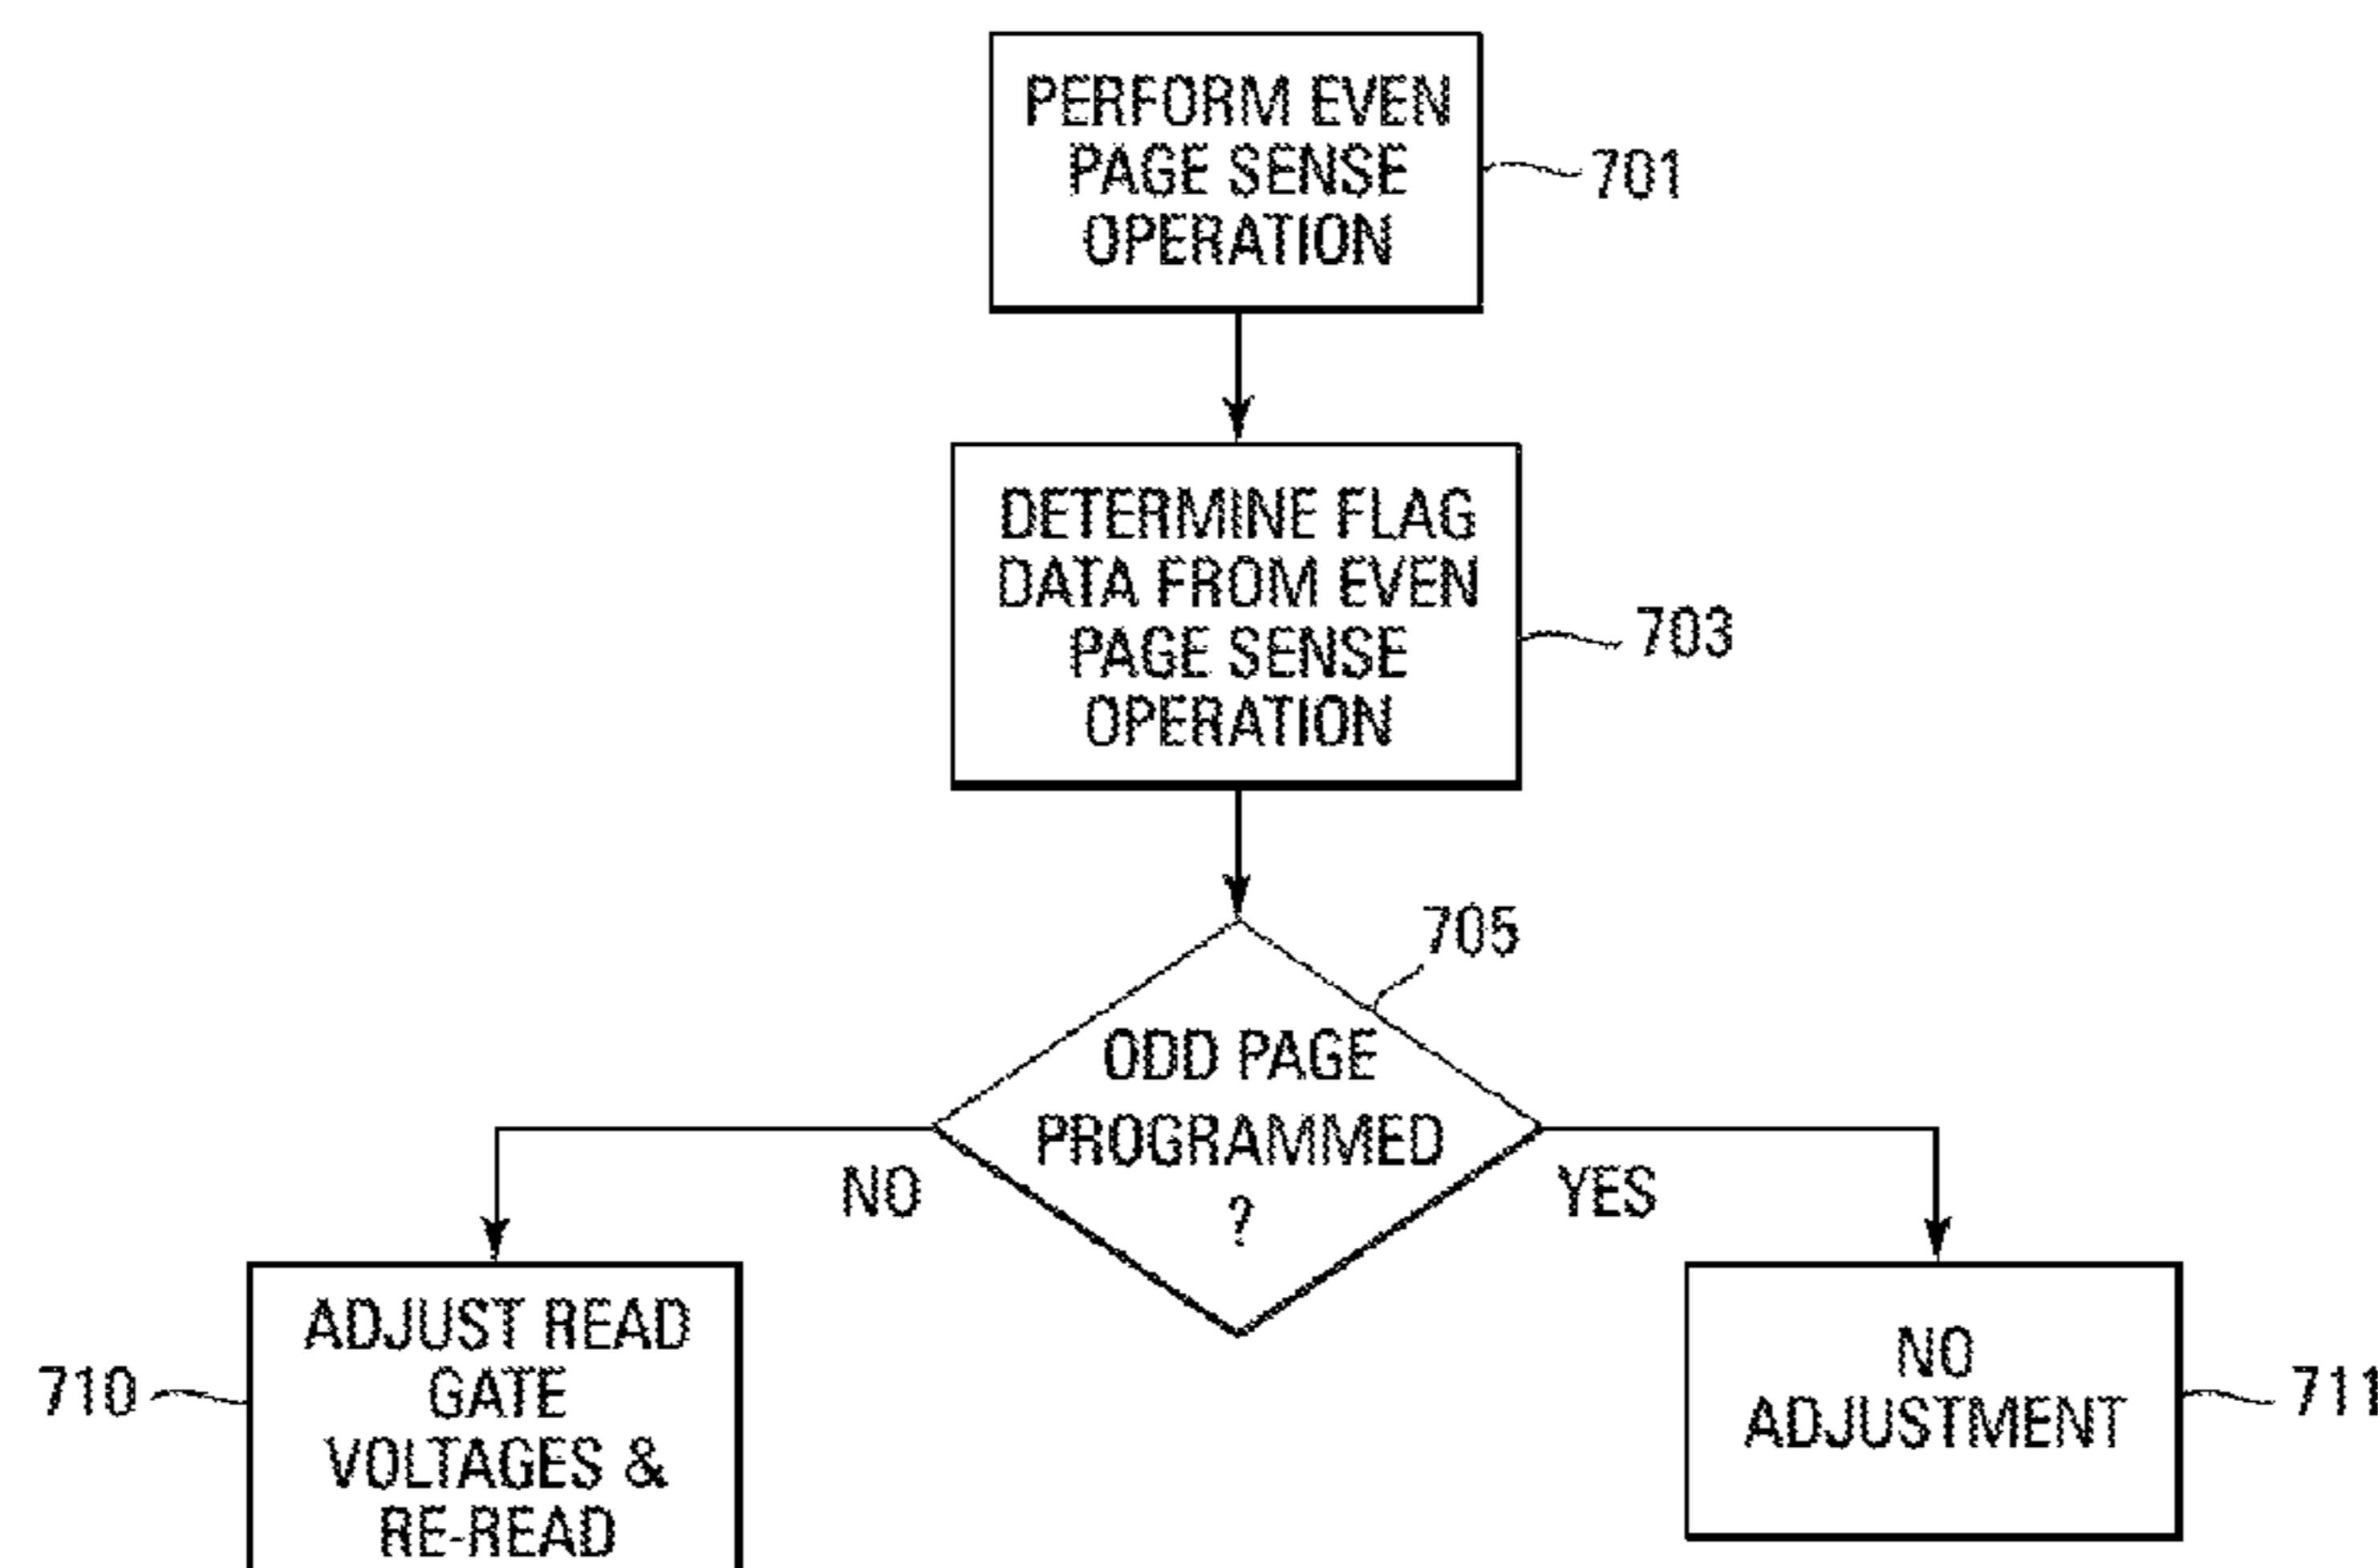 PERFORM EVEN
PAGE SENSE
OPERATION
701
DETERMINE FLAG
DATA FROM EVEN
PAGE SENSE
OPERATION
703
705
ODD PAGE
PROGRAMMED
?
NO
YES
ADJUST READ
GATE
VOLTAGES &
RE-READ
710
NO
ADJUSTMENT
711